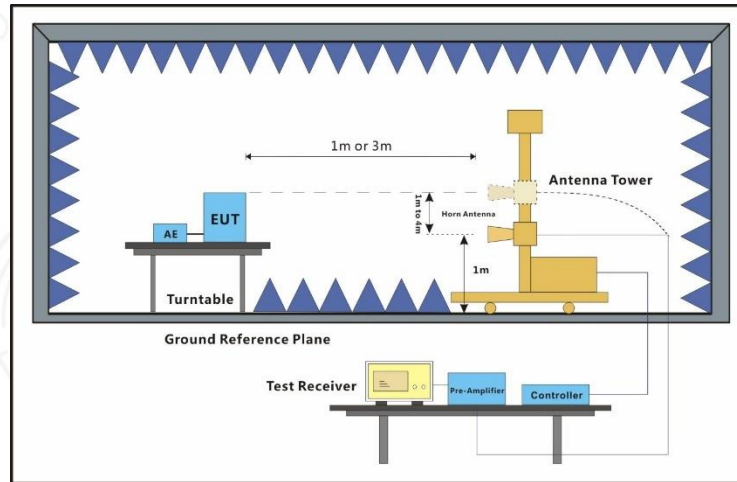 1m or 3m
Antenna Tower
1m to 4m
Horn Antenna
EUT
AE
1m
Turntable
Ground Reference Plane
Test Receiver
Pre-Amplifier
Controller